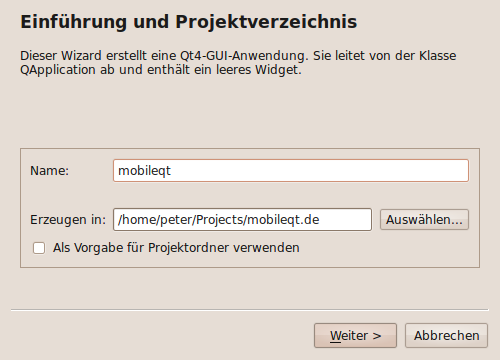 Einführung und Projektverzeichnis
Dieser Wizard erstellt eine Qt4-GUI-Anwendung. Sie leitet von der Klasse
QApplication ab und enthält ein leeres Widget.
Name: mobileqt
Erzeugen in: /home/peter/Projects/mobileqt.de Auswählen...
Als Vorgabe für Projektordner verwenden
Weiter > Abbrechen